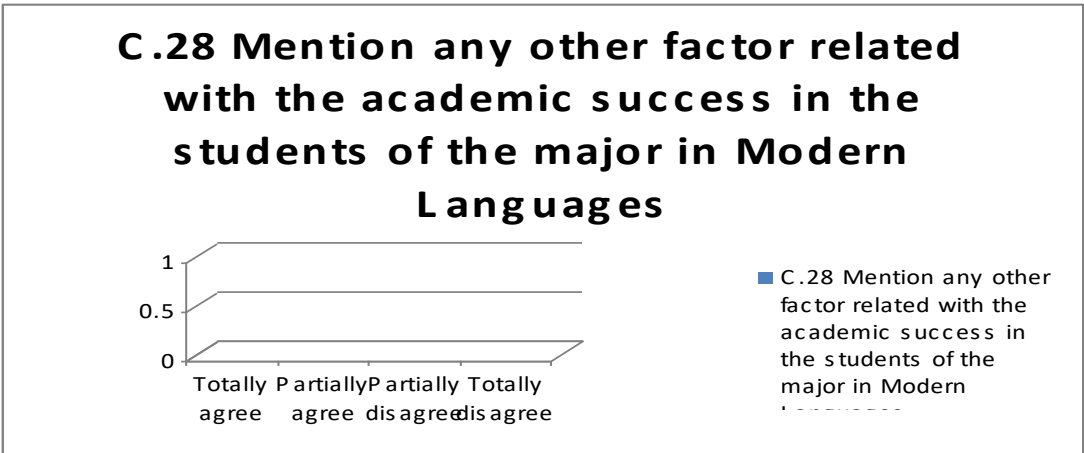 C.28 Mention any other factor related
with the academic success in the
students of the major in Modern
Languages
1
0.5
0
Totally agree
Partially agree
Partially disagree
Totally disagree
C.28 Mention any other
factor related with the
academic success in
the students of the
major in Modern